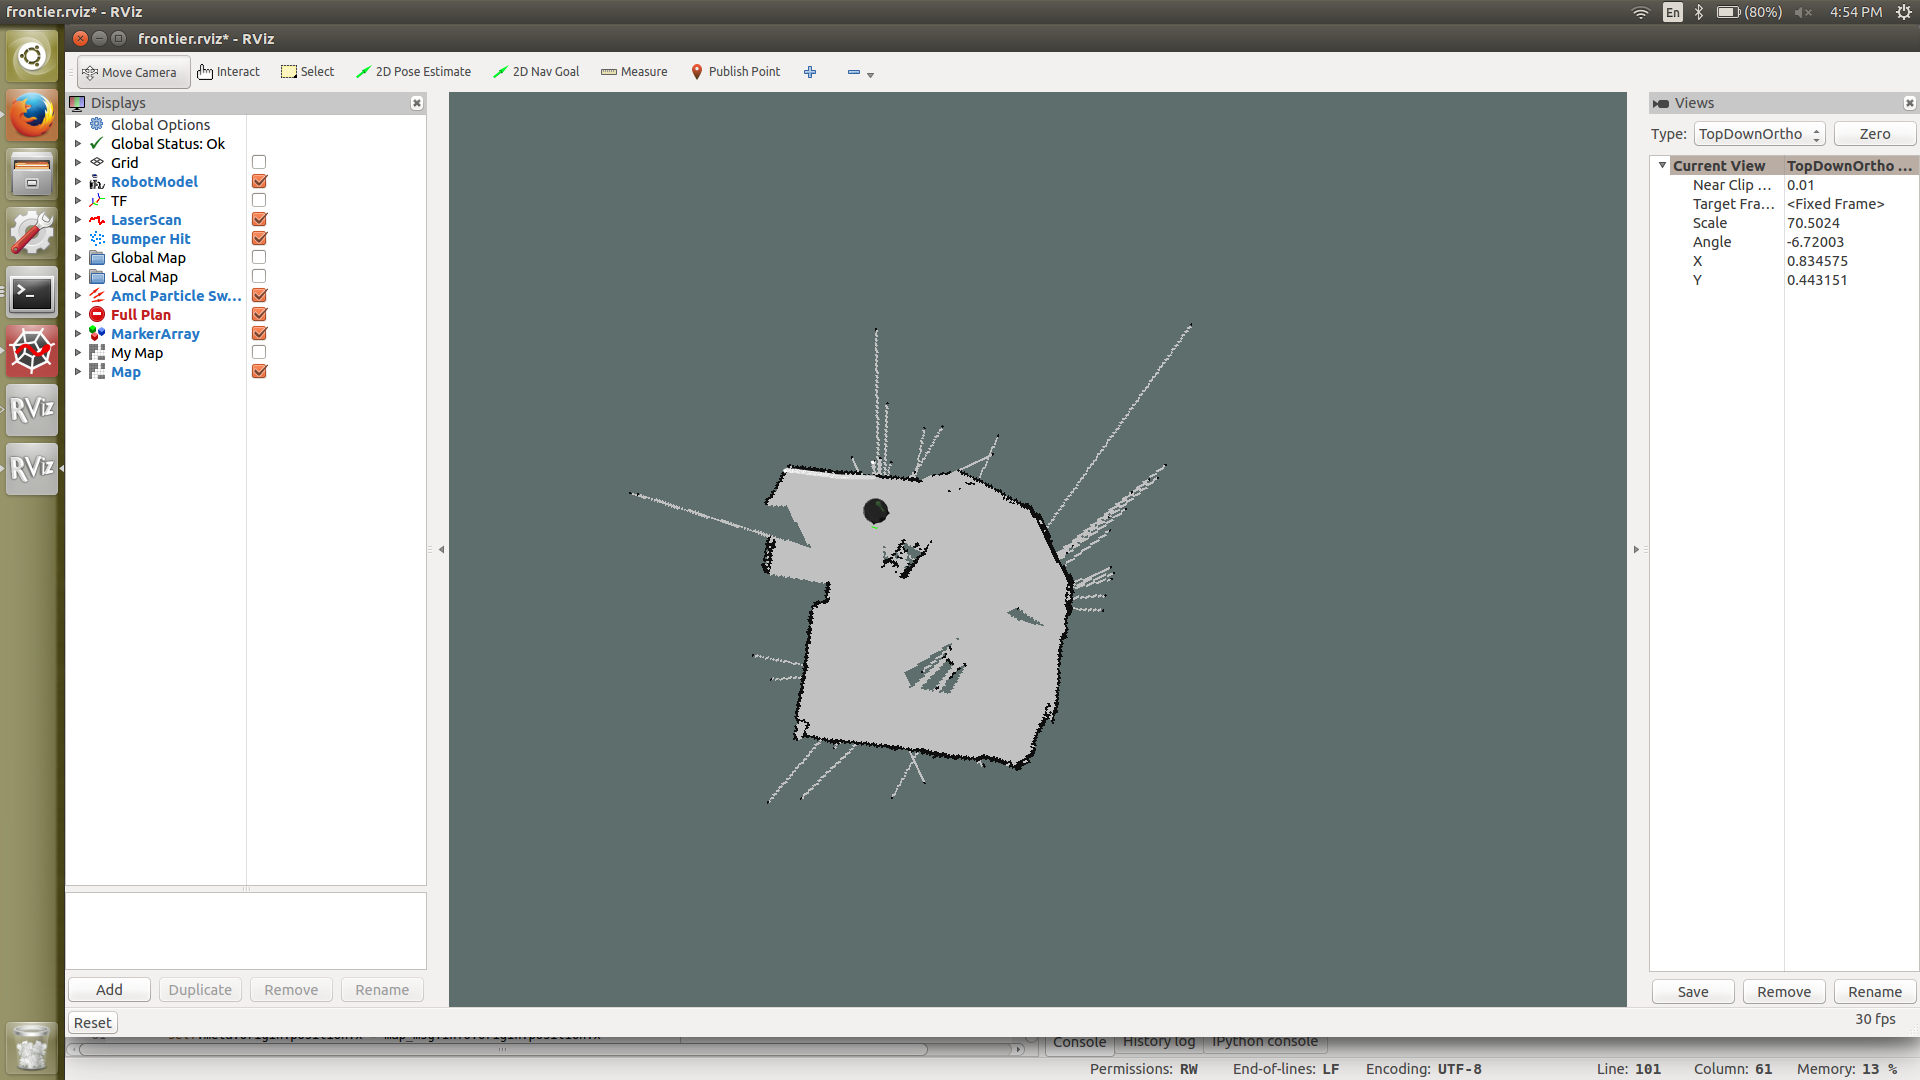 frontier.rviz* - RViz
En
(80%)
4:54 PM
frontier.rviz* - RViz
Move Camera
Interact
Select
2D Pose Estimate
2D Nav Goal
Measure
Publish Point
Displays
Global Options
Global Status: Ok
Grid
RobotModel
TF
LaserScan
Bumper Hit
Global Map
Local Map
Amcl Particle Sw...
Full Plan
MarkerArray
My Map
Map
Add
Duplicate
Remove
Rename
Reset
Views
Type: TopDownOrtho
Zero
Current View TopDownOrtho ...
Near Clip ... 0.01
Target Fra... <Fixed Frame>
Scale 70.5024
Angle -6.72003
X 0.834575
Y 0.443151
Save
Remove
Rename
30 fps
RViz
RViz
Console
History log
IPython console
Permissions: RW
End-of-lines: LF
Encoding: UTF-8
Line: 101
Column: 61
Memory: 13 %